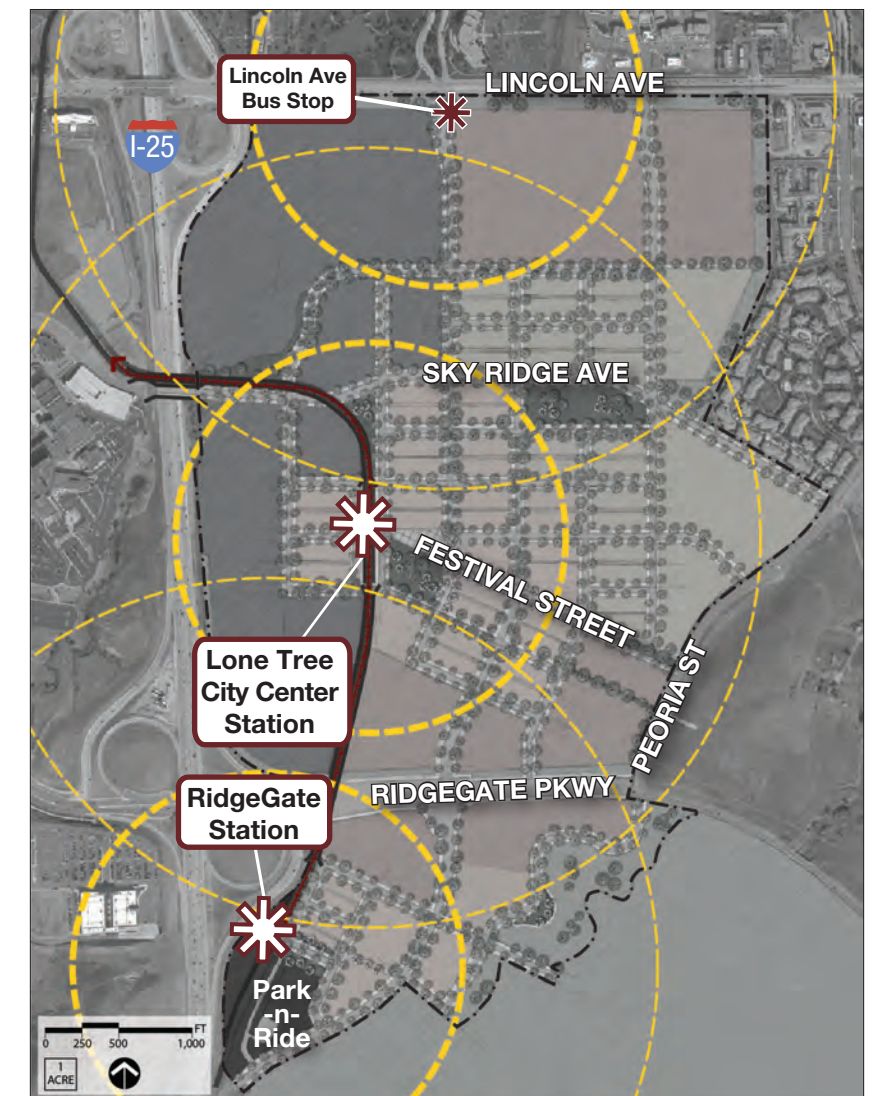 Lincoln Ave
Bus Stop
LINCOLN AVE
I-25
SKY RIDGE AVE
FESTIVAL STREET
Lone Tree
City Center
Station
PEORIA ST
RidgeGate
Station
RIDGEGATE PKWY
Park
-n-
Ride
FT
0 250 500 1,000
1
ACRE